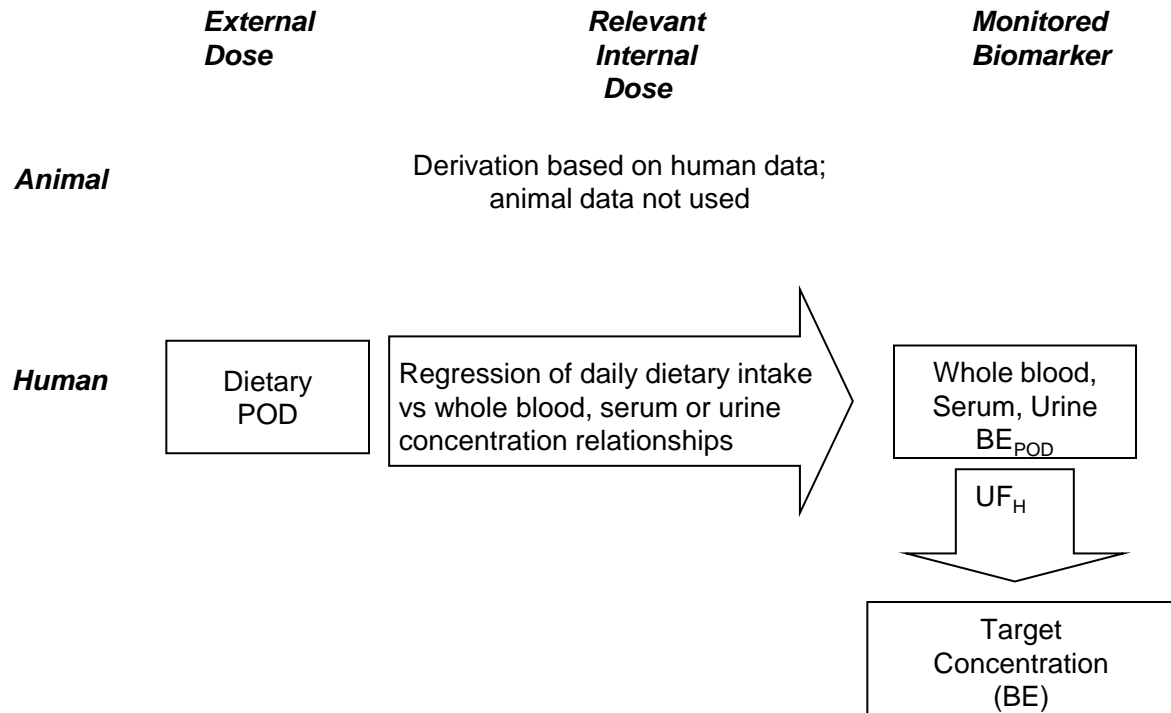 External
Dose
Relevant
Internal
Dose
Monitored
Biomarker
Animal
Derivation based on human data;
animal data not used
Human
Dietary
POD
Regression of daily dietary intake
vs whole blood, serum or urine
concentration relationships
Whole blood,
Serum, Urine
BE_POD
UF_H
Target
Concentration
(BE)